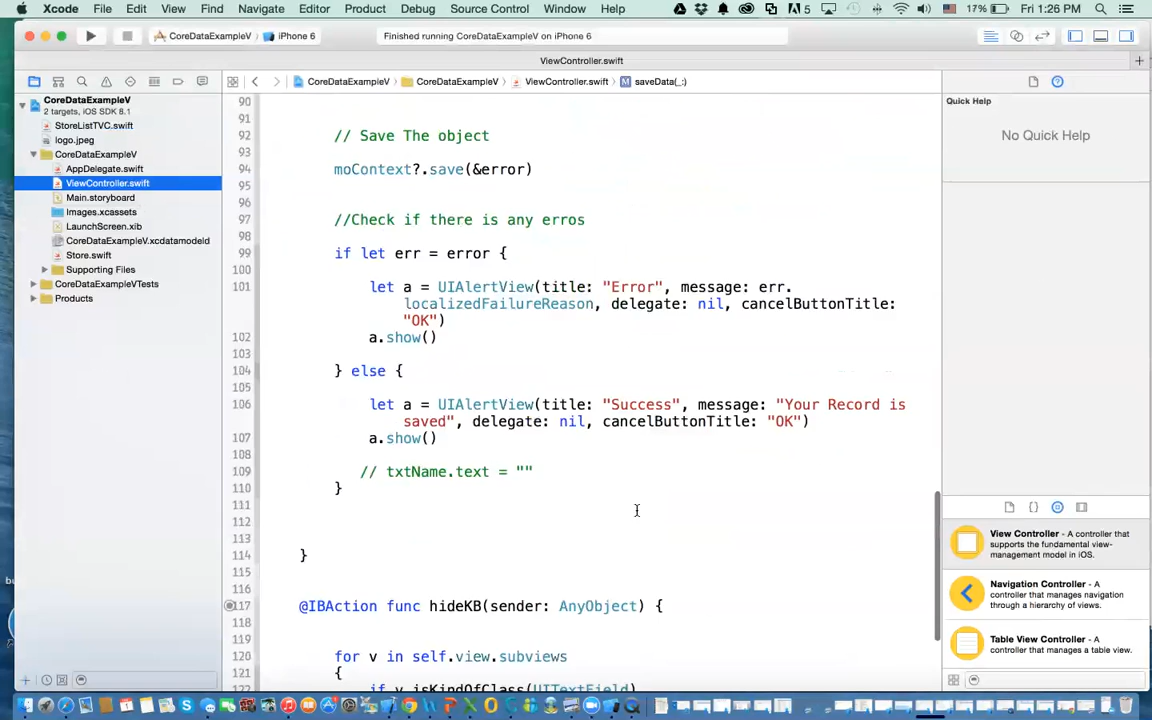 Xcode File Edit View Find Navigate Editor Product Debug Source Control Window Help
5 17% Fri 1:26 PM
CoreDataExampleV iPhone 6 Finished running CoreDataExampleV on iPhone 6
ViewController.swift
CoreDataExampleV CoreDataExampleV ViewController.swift M saveData(_:)
CoreDataExampleV
2 targets, iOS SDK 8.1
StoreListTVC.swift
logo.jpeg
CoreDataExampleV
AppDelegate.swift
ViewController.swift
Main.storyboard
Images.xcassets
LaunchScreen.xib
CoreDataExampleV.xcdatamodeld
Store.swift
Supporting Files
CoreDataExampleVTests
Products
90
91
92 // Save The object
93
94 moContext?.save(&error)
95
96
97 //Check if there is any erros
98
99 if let err = error {
100
101 let a = UIAlertView(title: "Error", message: err.
localizedFailureReason, delegate: nil, cancelButtonTitle:
"OK")
102 a.show()
103
104 } else {
105
106 let a = UIAlertView(title: "Success", message: "Your Record is
saved", delegate: nil, cancelButtonTitle: "OK")
107 a.show()
108
109 // txtName.text = ""
110 }
111
112
113
114 }
115
116
117 @IBAction func hideKB(sender: AnyObject) {
118
119
120 for v in self.view.subviews
121 {
122 if v.isKindOfClass(UITextField)
Quick Help
No Quick Help
View Controller - A controller that
supports the fundamental view-
management model in iOS.
Navigation Controller - A
controller that manages navigation
through a hierarchy of views.
Table View Controller - A
controller that manages a table view.